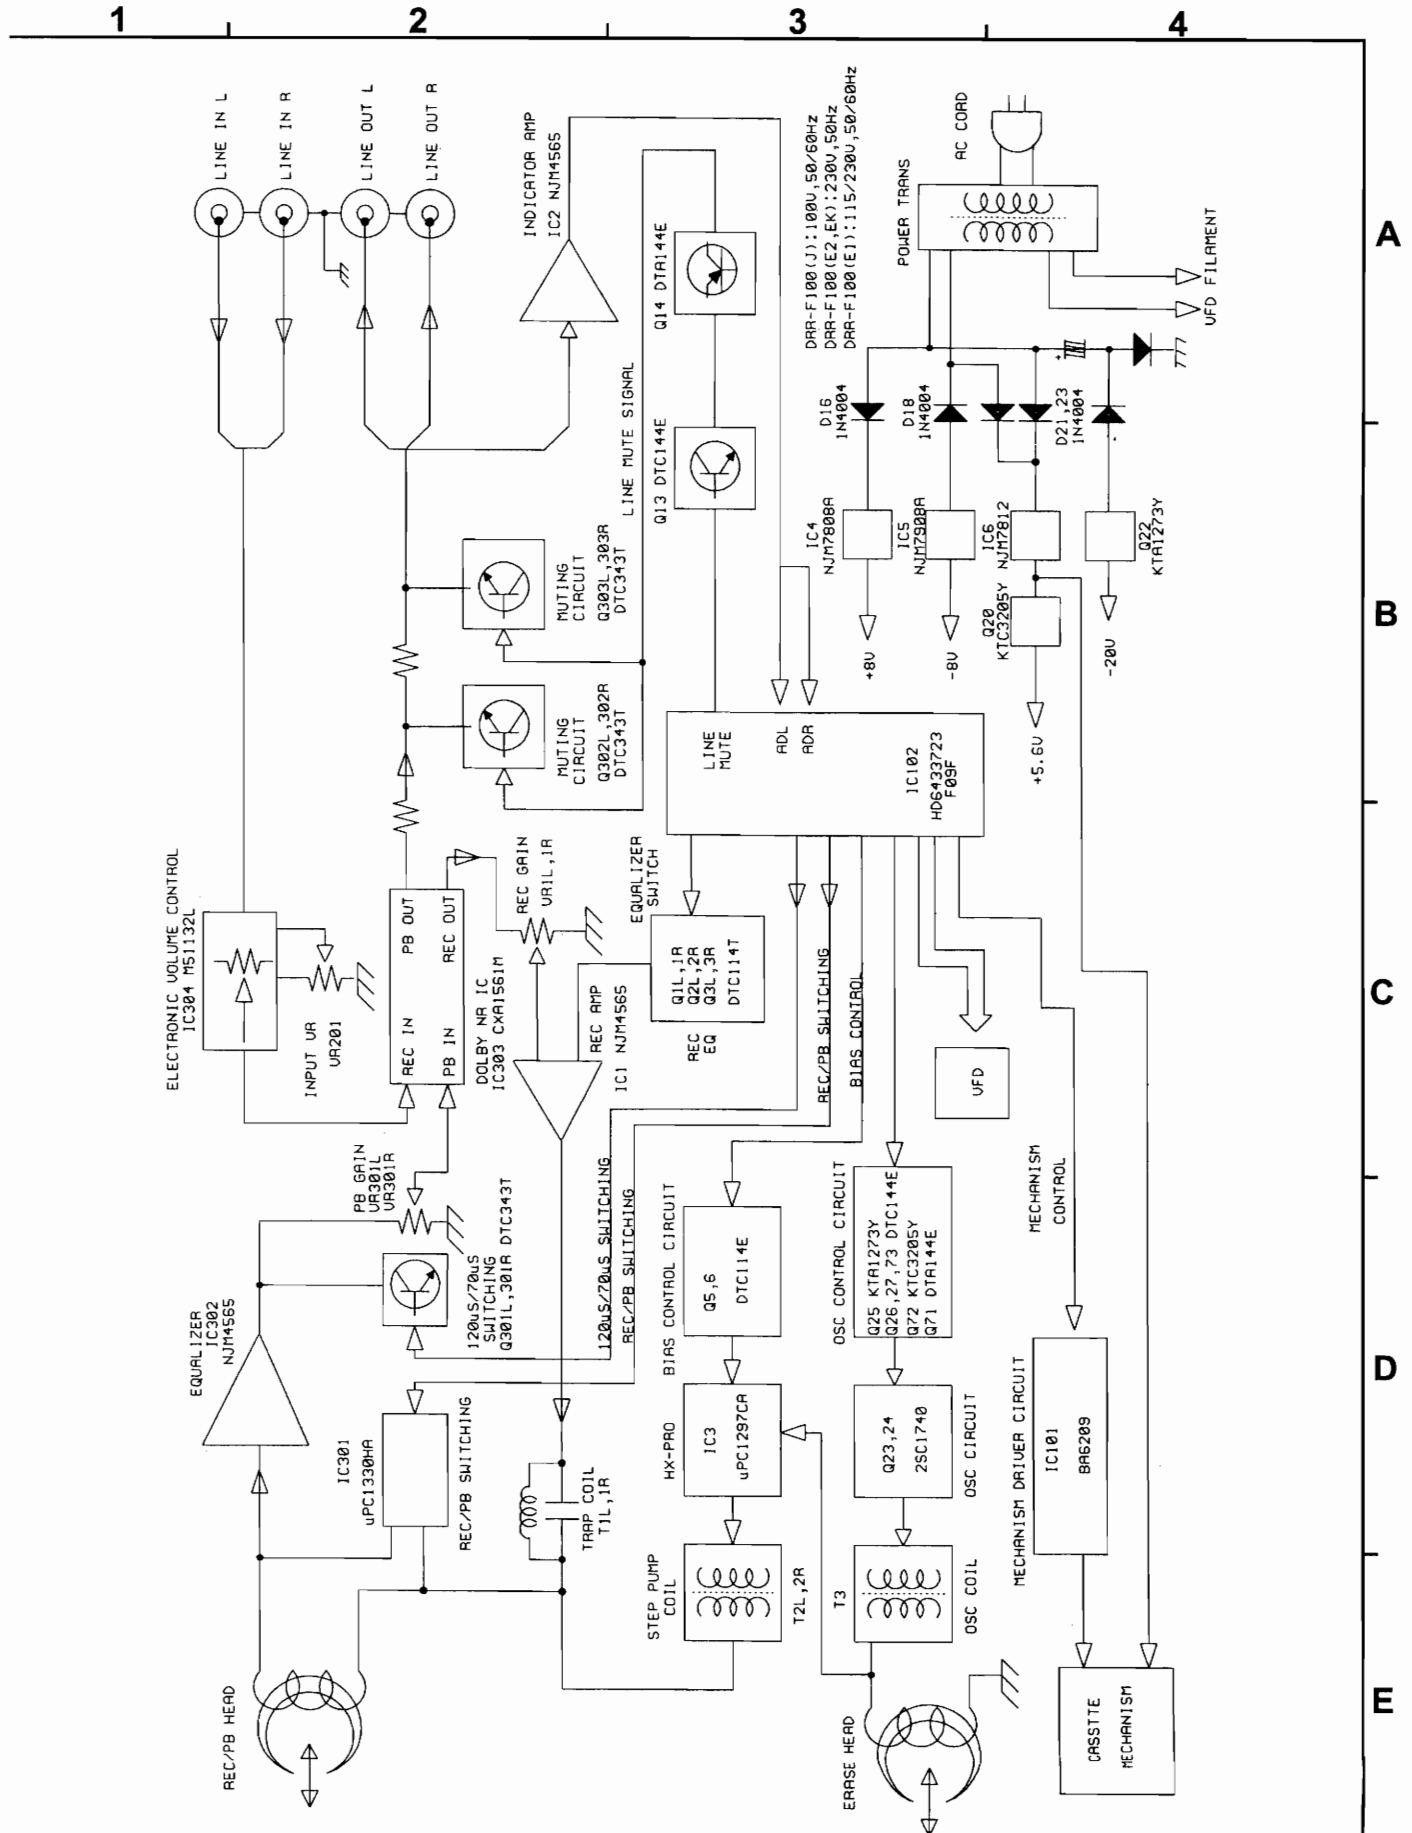 1
2
3
4
A
B
C
D
E
LINE IN L
LINE IN R
LINE OUT L
LINE OUT R
INDICATOR AMP
IC2 NJM4565
Q14 DTA144E
LINE MUTE SIGNAL
Q13 DTC144E
DRR-F100(J):100V,50/60Hz
DRR-F100(E2,EK):230V,50Hz
DRR-F100(E1):115/230V,50/60Hz
AC CORD
POWER TRANS
VFD FILAMENT
D16
1N4004
D18
1N4004
D21,23
1N4004
IC4
NJM7808A
IC5
NJM7908A
IC6
NJM7812
Q22
KTA1273Y
Q20
KTC3205Y
+8V
-8V
+5.6V
-20V
MUTING
CIRCUIT
Q303L,303R
DTC343T
MUTING
CIRCUIT
Q302L,302R
DTC343T
LINE
MUTE
ADL
ADR
IC102
HD6433723
F09F
ELECTRONIC VOLUME CONTROL
IC304 M51132L
INPUT VR
VR201
REC IN
PB OUT
PB IN
REC OUT
DOLBY NR IC
IC303 CXA1561M
REC GAIN
VR1L,1R
REC AMP
IC1 NJM4565
EQUALIZER
SWITCH
Q1L,1R
Q2L,2R
Q3L,3R
DTC114T
REC
EQ
REC/PB SWITCHING
BIAS CONTROL
VFD
MECHANISM
CONTROL
PB GAIN
VR301L
VR301R
120uS/70uS
SWITCHING
Q301L,301R DTC343T
120uS/70uS SWITCHING
REC/PB SWITCHING
EQUALIZER
IC302
NJM4565
IC301
uPC1330HA
REC/PB SWITCHING
TRAP COIL
T1L,1R
BIAS CONTROL CIRCUIT
Q5,6
DTC114E
HX-PRO
IC3
uPC1297CA
STEP PUMP
COIL
T2L,2R
OSC CONTROL CIRCUIT
Q25 KTA1273Y
Q26,27,73 DTC144E
Q72 KTC3205Y
Q71 DTA144E
Q23,24
2SC1740
OSC CIRCUIT
T3
OSC COIL
MECHANISM DRIVER CIRCUIT
IC101
BA6209
REC/PB HEAD
ERASE HEAD
CASSTTE
MECHANISM